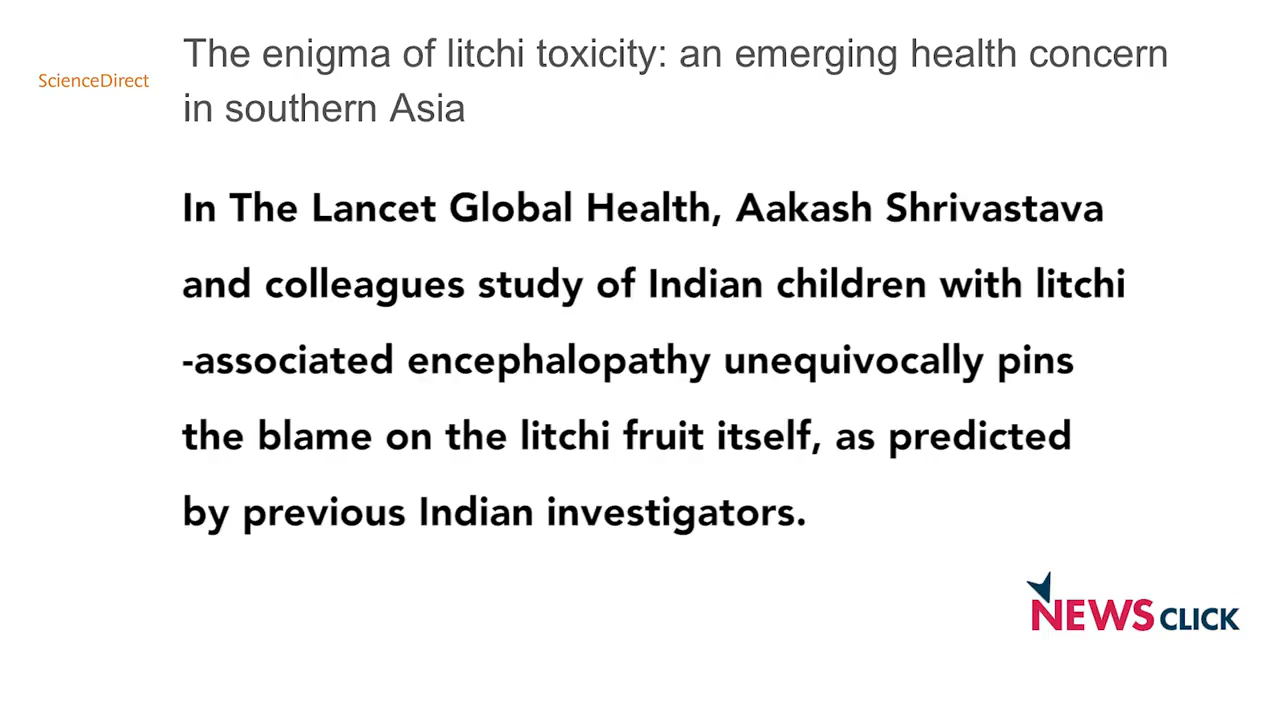 The enigma of litchi toxicity: an emerging health concern
ScienceDirect
in southern Asia
In The Lancet Global Health, Aakash Shrivastava
and colleagues study of Indian children with litchi
-associated encephalopathy unequivocally pins
the blame on the litchi fruit itself, as predicted
by previous Indian investigators.
NEWSCLICK